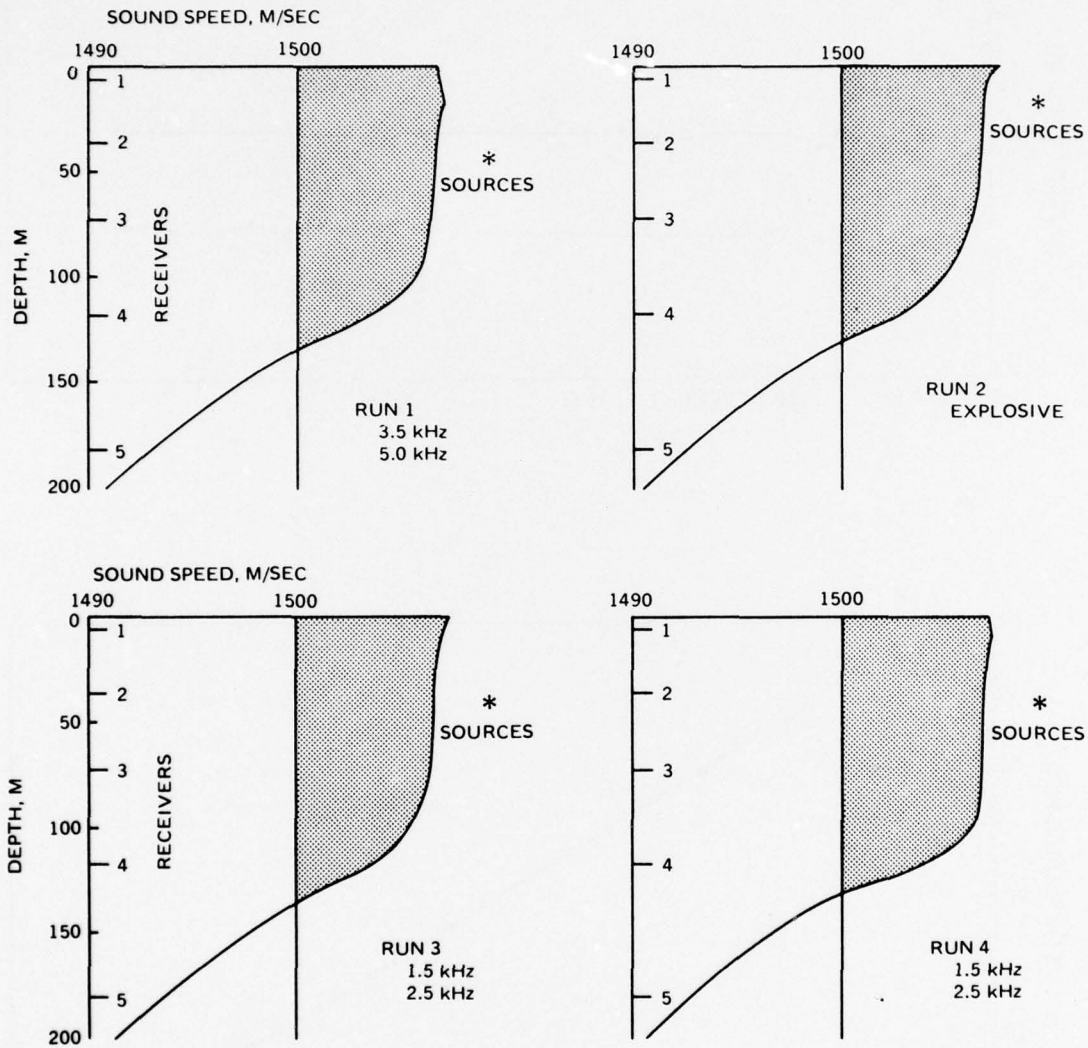 SOUND SPEED, M/SEC
1490 1500
0
50
100
150
200
DEPTH, M
1
2
3
4
5
RECEIVERS
*
SOURCES
RUN 1
3.5 kHz
5.0 kHz
1490 1500
1
2
3
4
5
*
SOURCES
RUN 2
EXPLOSIVE
SOUND SPEED, M/SEC
1490 1500
0
50
100
150
200
DEPTH, M
1
2
3
4
5
RECEIVERS
*
SOURCES
RUN 3
1.5 kHz
2.5 kHz
1490 1500
1
2
3
4
5
*
SOURCES
RUN 4
1.5 kHz
2.5 kHz